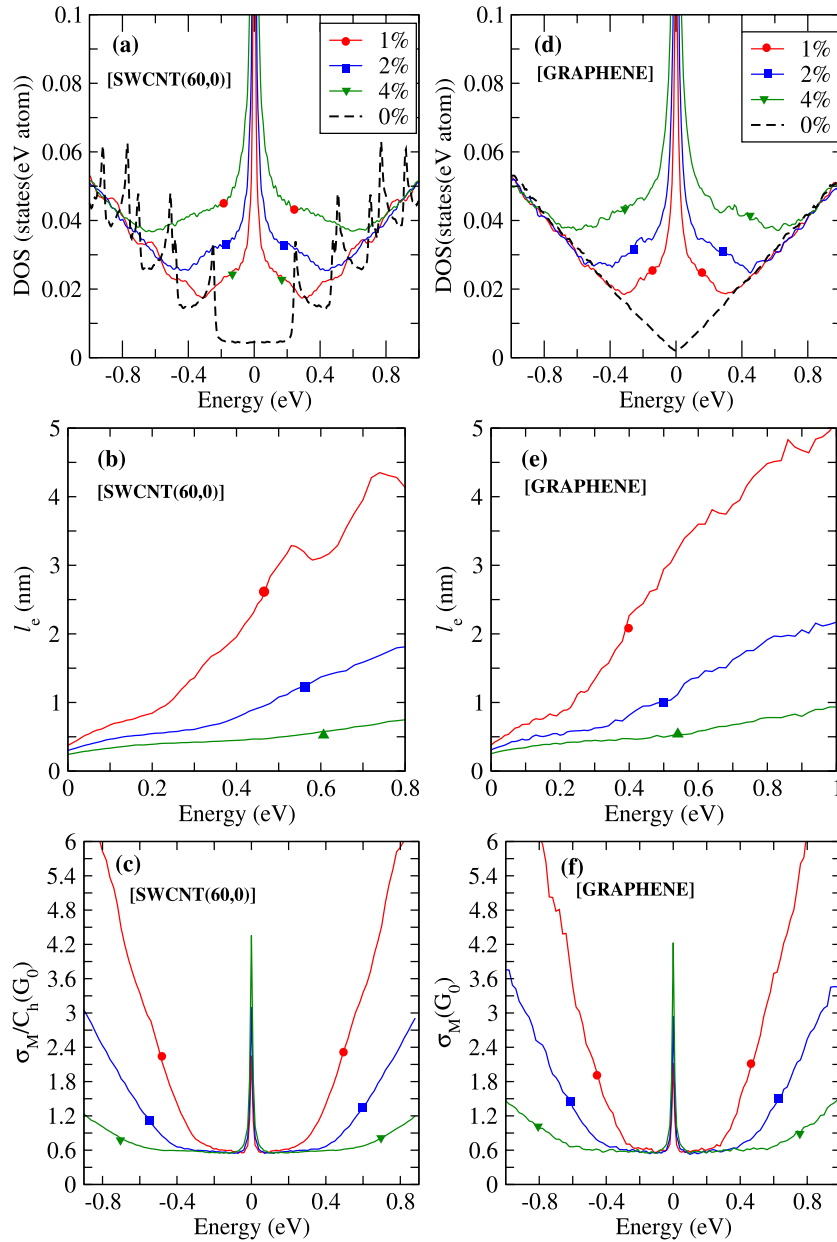 (a)
[SWCNT(60,0)]
1%
2%
4%
0%
0.1
0.08
0.06
0.04
0.02
0
DOS (states(eV atom))
-0.8 -0.4 0 0.4 0.8
Energy (eV)
(d)
[GRAPHENE]
1%
2%
4%
0%
0.1
0.08
0.06
0.04
0.02
0
DOS(states(eV atom))
-0.8 -0.4 0 0.4 0.8
Energy (eV)
(b)
[SWCNT(60,0)]
5
4
3
2
1
0
le (nm)
0 0.2 0.4 0.6 0.8
Energy (eV)
(e)
[GRAPHENE]
5
4
3
2
1
0
le (nm)
0 0.2 0.4 0.6 0.8 1
Energy (eV)
(c)
[SWCNT(60,0)]
6
5.4
4.8
4.2
3.6
3
2.4
1.8
1.2
0.6
0
σM/Ch(G0)
-0.8 -0.4 0 0.4 0.8
Energy (eV)
(f)
[GRAPHENE]
6
5.4
4.8
4.2
3.6
3
2.4
1.8
1.2
0.6
0
σM(G0)
-0.8 -0.4 0 0.4 0.8
Energy (eV)